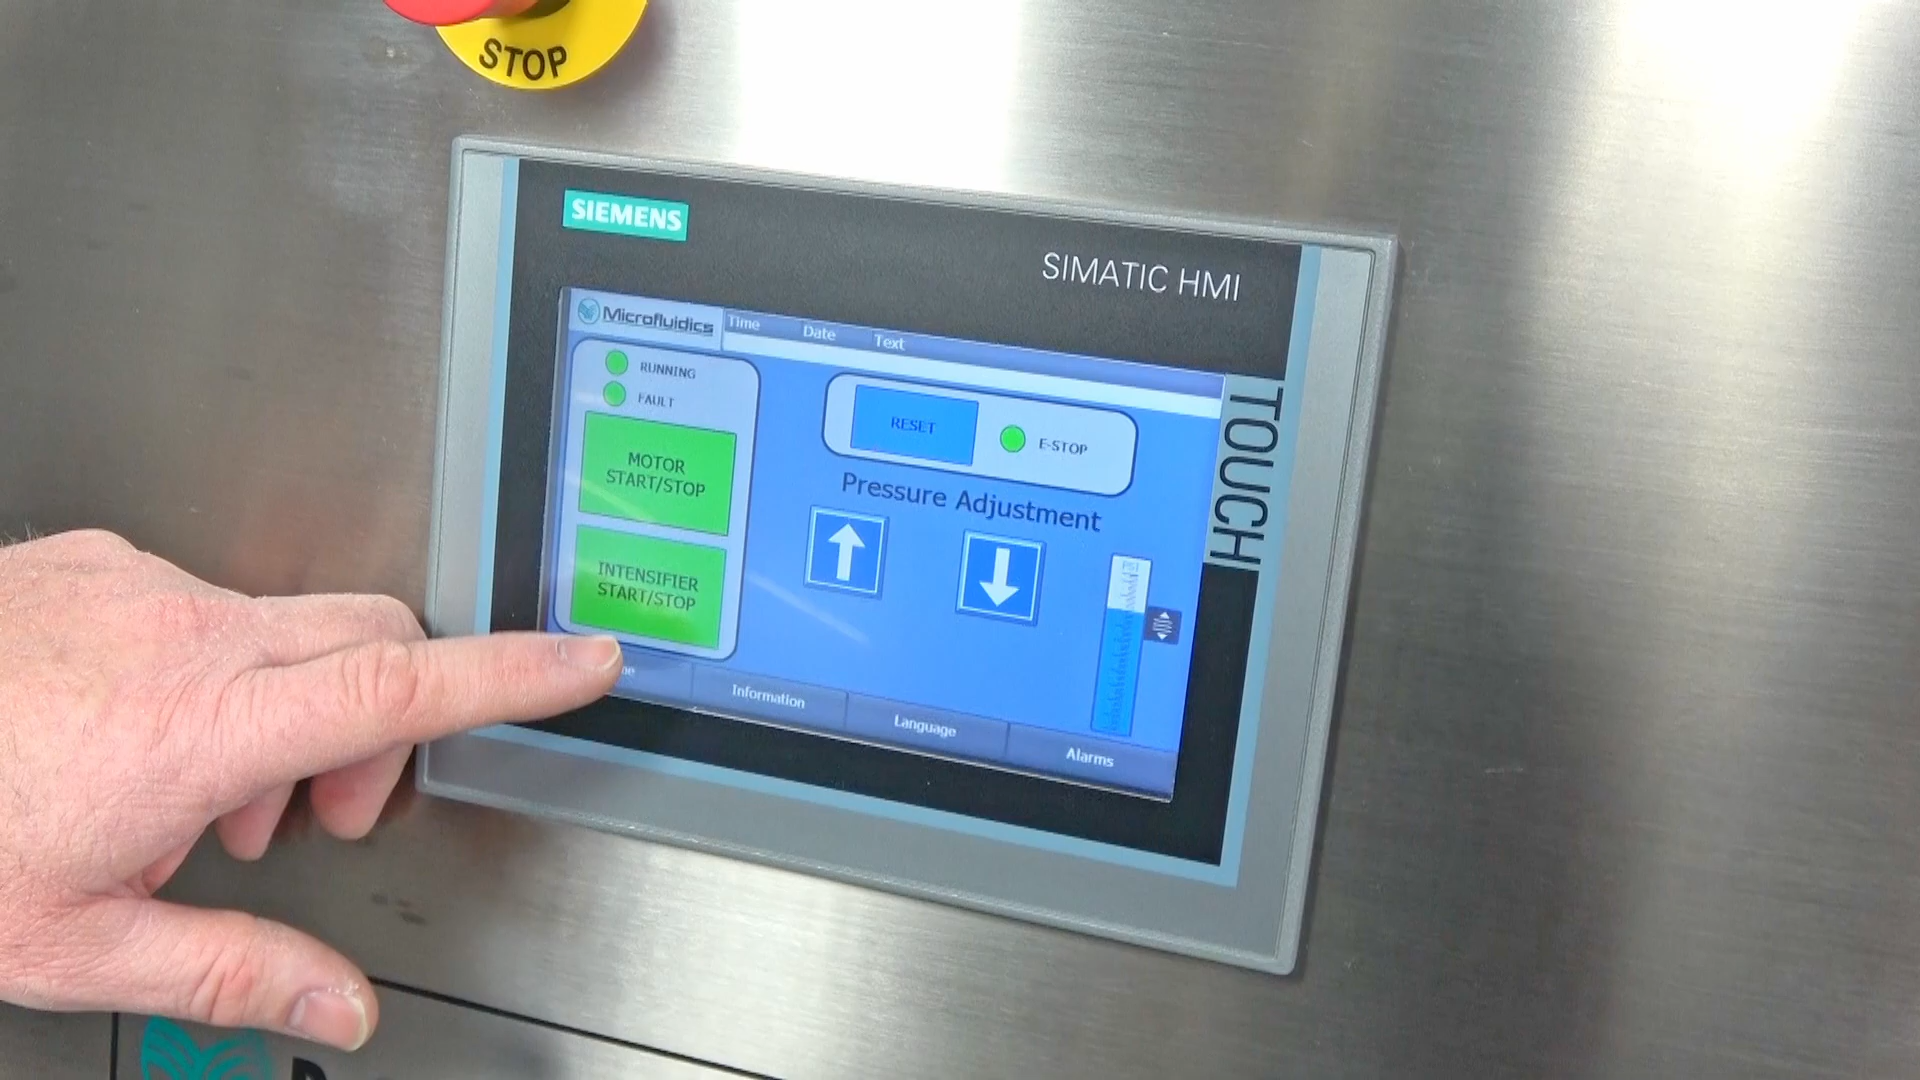 STOP
SIEMENS
SIMATIC HMI
TOUCH
Microfluidics
Time Date Text
RUNNING
FAULT
MOTOR
START/STOP
INTENSIFIER
START/STOP
RESET
E-STOP
Pressure Adjustment
PSI
Information
Language
Alarms